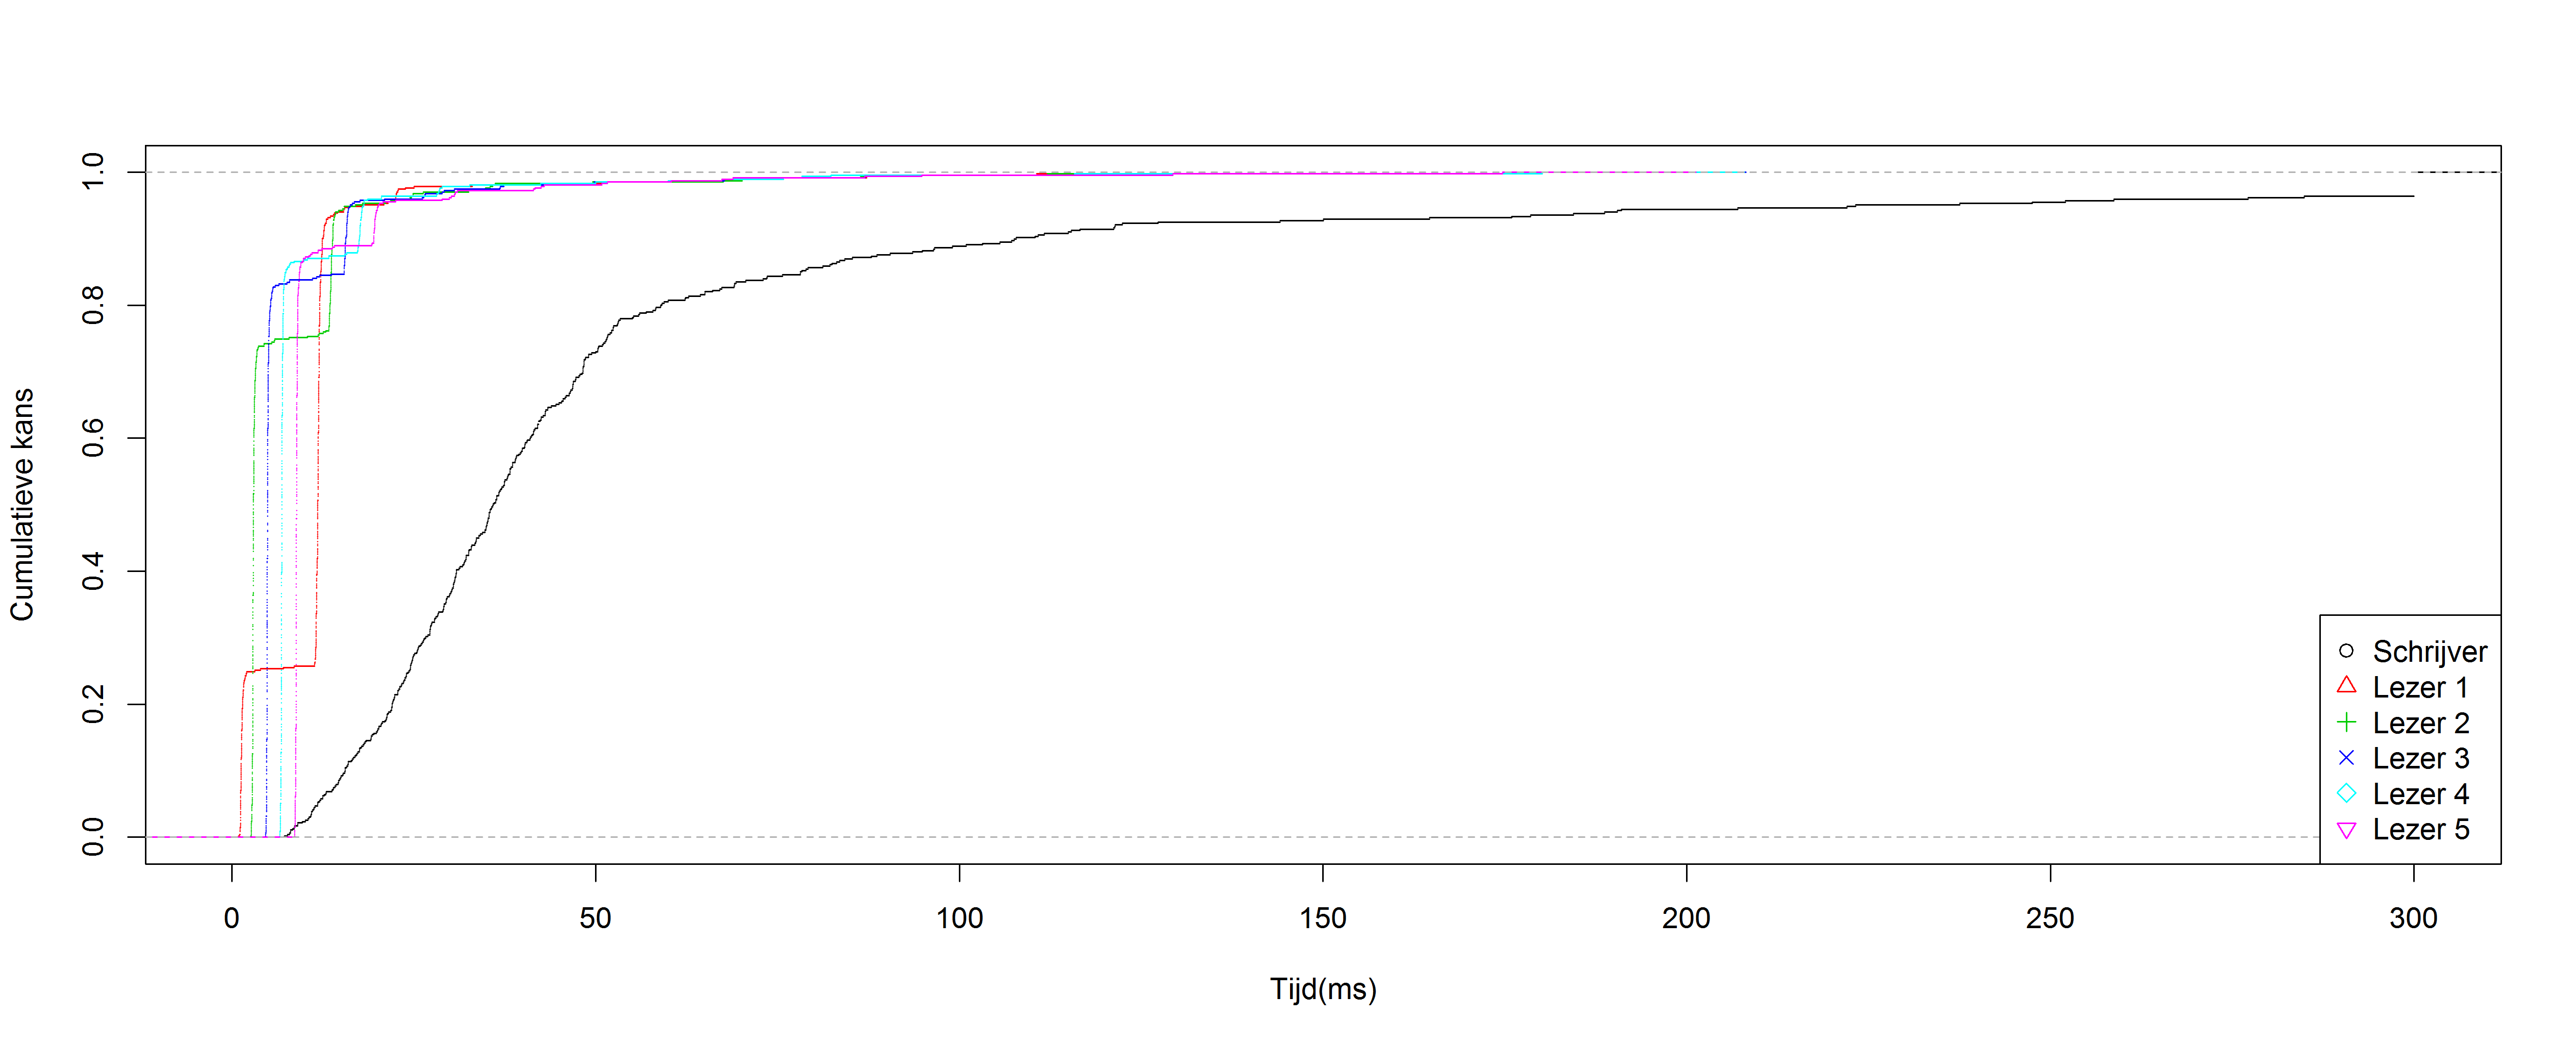 Cumulatieve kans
1.0
0.8
0.6
0.4
0.2
0.0
0 50 100 150 200 250 300
Tijd(ms)
Schrijver
Lezer 1
Lezer 2
Lezer 3
Lezer 4
Lezer 5